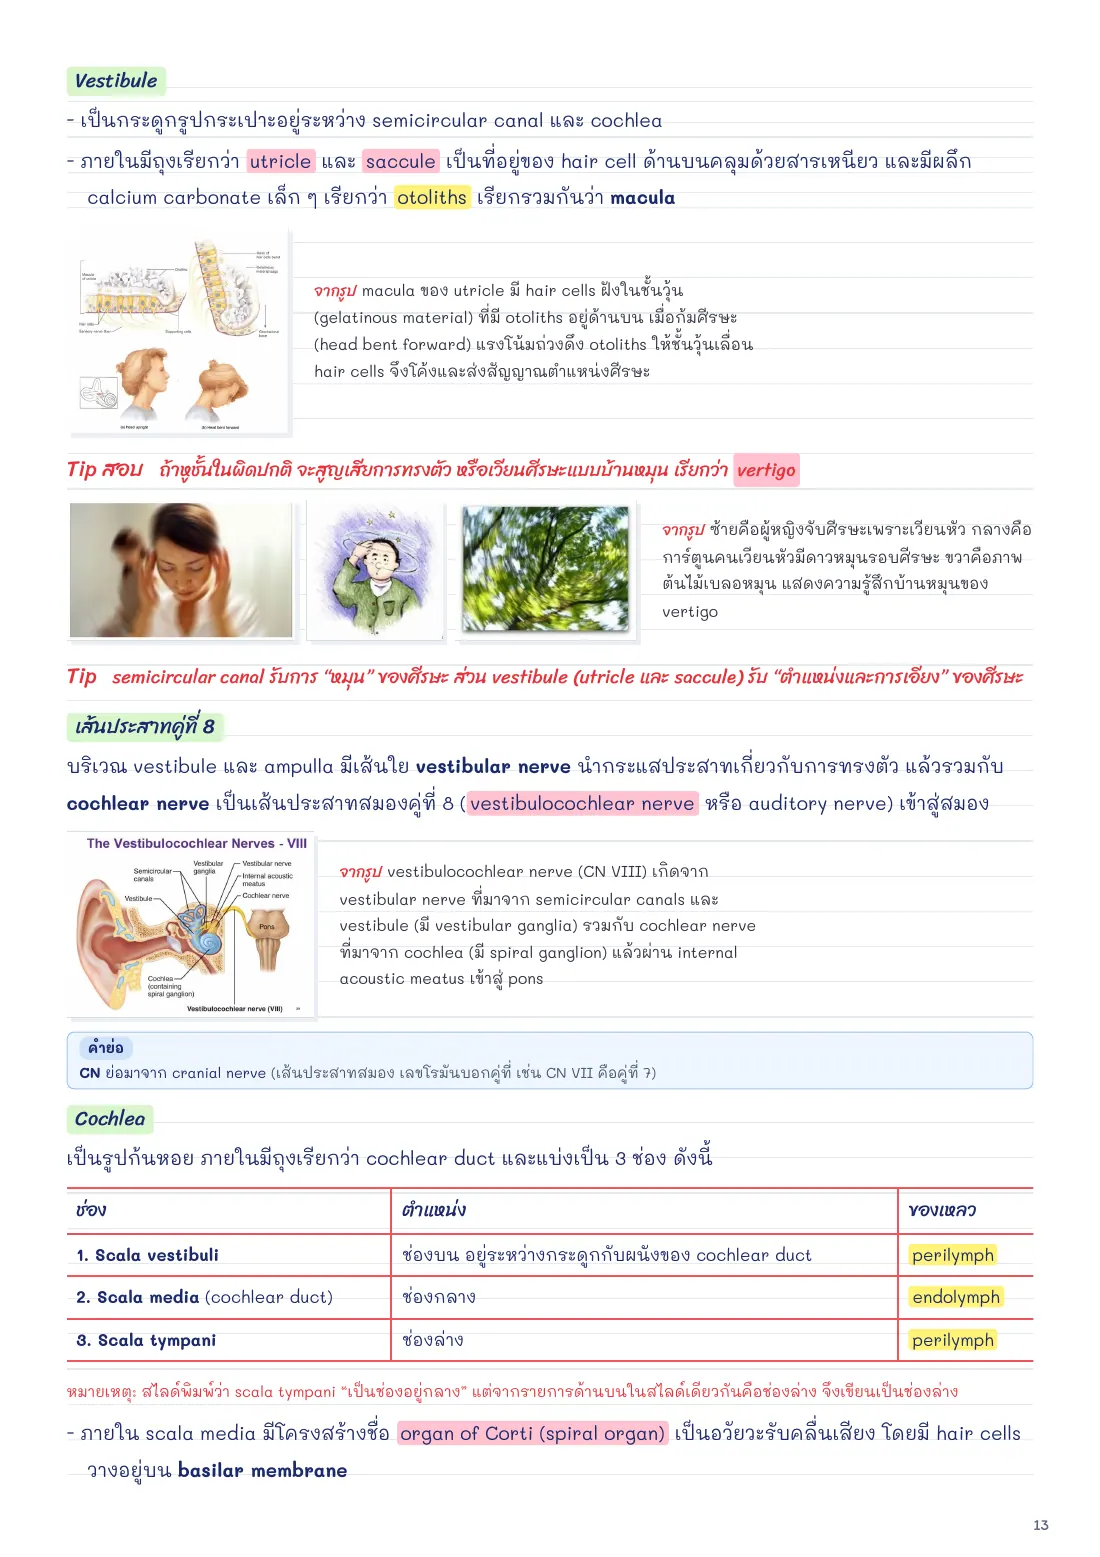 Vestibule
- เป็นกระดูกรูปกระเปาะอยู่ระหว่าง semicircular canal และ cochlea
- ภายในมีถุงเรียกว่า utricle และ saccule เป็นที่อยู่ของ hair cell ด้านบนคลุมด้วยสารเหนียว และมีผลึก
calcium carbonate เล็ก ๆ เรียกว่า otoliths เรียกรวมกันว่า macula
Otoliths
Hair cells
Sensory nerve fiber
Supporting cells
Gelatinous material sags
Gravitational force
(a) Head upright
(b) Head bent forward
จากรูป macula ของ utricle มี hair cells ฝังในชั้นวุ้น
(gelatinous material) ที่มี otoliths อยู่ด้านบน เมื่อก้มศีรษะ
(head bent forward) แรงโน้มถ่วงดึง otoliths ให้ชั้นวุ้นเลื่อน
hair cells จึงโค้งและส่งสัญญาณตำแหน่งศีรษะ
Tip สอบ ถ้าหูชั้นในผิดปกติ จะสูญเสียการทรงตัว หรือเวียนศีรษะแบบบ้านหมุน เรียกว่า vertigo
จากรูป ซ้ายคือผู้หญิงจับศีรษะเพราะเวียนหัว กลางคือ
การ์ตูนคนเวียนหัวมีดาวหมุนรอบศีรษะ ขวาคือภาพ
ต้นไม้เบลอหมุน แสดงความรู้สึกบ้านหมุนของ
vertigo
Tip semicircular canal รับการ “หมุน” ของศีรษะ ส่วน vestibule (utricle และ saccule) รับ “ตำแหน่งและการเอียง” ของศีรษะ
เส้นประสาทคู่ที่ 8
บริเวณ vestibule และ ampulla มีเส้นใย vestibular nerve นำกระแสประสาทเกี่ยวกับการทรงตัว แล้วรวมกับ
cochlear nerve เป็นเส้นประสาทสมองคู่ที่ 8 (vestibulocochlear nerve หรือ auditory nerve) เข้าสู่สมอง
The Vestibulocochlear Nerves - VIII
Semicircular canals
Vestibular ganglia
Vestibular nerve
Internal acoustic meatus
Cochlear nerve
Vestibule
Pons
Cochlea
(containing
spiral ganglion)
Vestibulocochlear nerve (VIII)
จากรูป vestibulocochlear nerve (CN VIII) เกิดจาก
vestibular nerve ที่มาจาก semicircular canals และ
vestibule (มี vestibular ganglia) รวมกับ cochlear nerve
ที่มาจาก cochlea (มี spiral ganglion) แล้วผ่าน internal
acoustic meatus เข้าสู่ pons
คำย่อ
CN ย่อมาจาก cranial nerve (เส้นประสาทสมอง เลขโรมันบอกคู่ที่ เช่น CN VII คือคู่ที่ 7)
Cochlea
เป็นรูปก้นหอย ภายในมีถุงเรียกว่า cochlear duct และแบ่งเป็น 3 ช่อง ดังนี้
ช่อง ตำแหน่ง ของเหลว
1. Scala vestibuli ช่องบน อยู่ระหว่างกระดูกกับผนังของ cochlear duct perilymph
2. Scala media (cochlear duct) ช่องกลาง endolymph
3. Scala tympani ช่องล่าง perilymph
หมายเหตุ: สไลด์พิมพ์ว่า scala tympani “เป็นช่องอยู่กลาง” แต่จากรายการด้านบนในสไลด์เดียวกันคือช่องล่าง จึงเขียนเป็นช่องล่าง
- ภายใน scala media มีโครงสร้างชื่อ organ of Corti (spiral organ) เป็นอวัยวะรับคลื่นเสียง โดยมี hair cells
วางอยู่บน basilar membrane
13